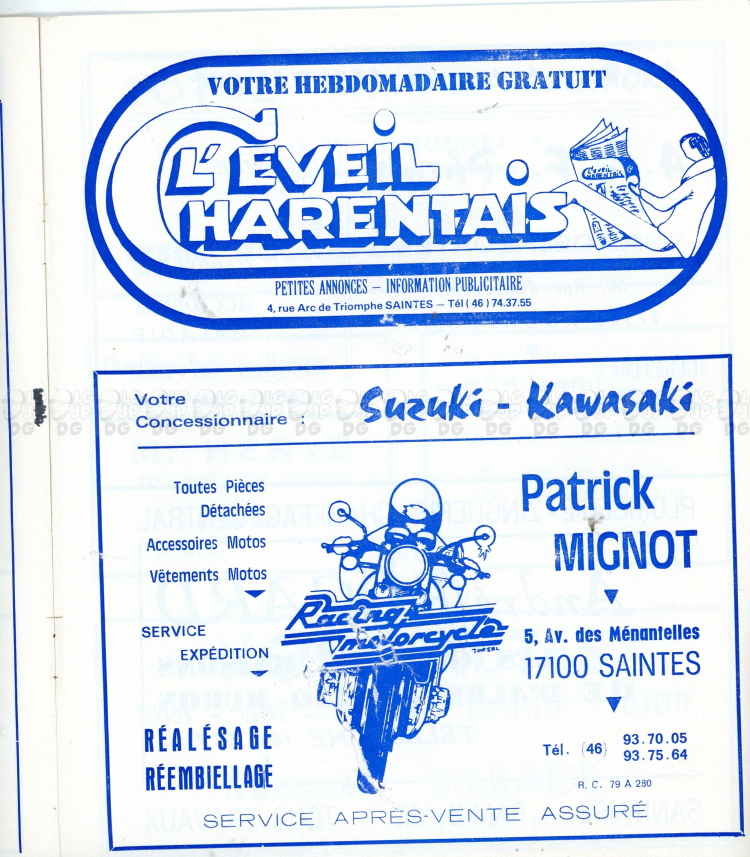 VOTRE HEBDOMADAIRE GRATUIT
L'EVEIL
CHARENTAIS
L'EVEIL
CHARENTAIS
PETITES ANNONCES — INFORMATION PUBLICITAIRE
4, rue Arc de Triomphe SAINTES — Tél ( 46 ) 74.37.55
Votre
Concessionnaire :
Suzuki - Kawasaki
Toutes Pièces
Détachées
Accessoires Motos
Vêtements Motos
SERVICE
EXPÉDITION
RÉALÉSAGE
RÉEMBIELLAGE
Racing
motorcycle
Patrick
MIGNOT
5, Av. des Ménantelles
17100 SAINTES
Tél. (46) 93.70.05
93.75.64
R. C. 79 A 280
SERVICE APRÈS-VENTE ASSURÉ